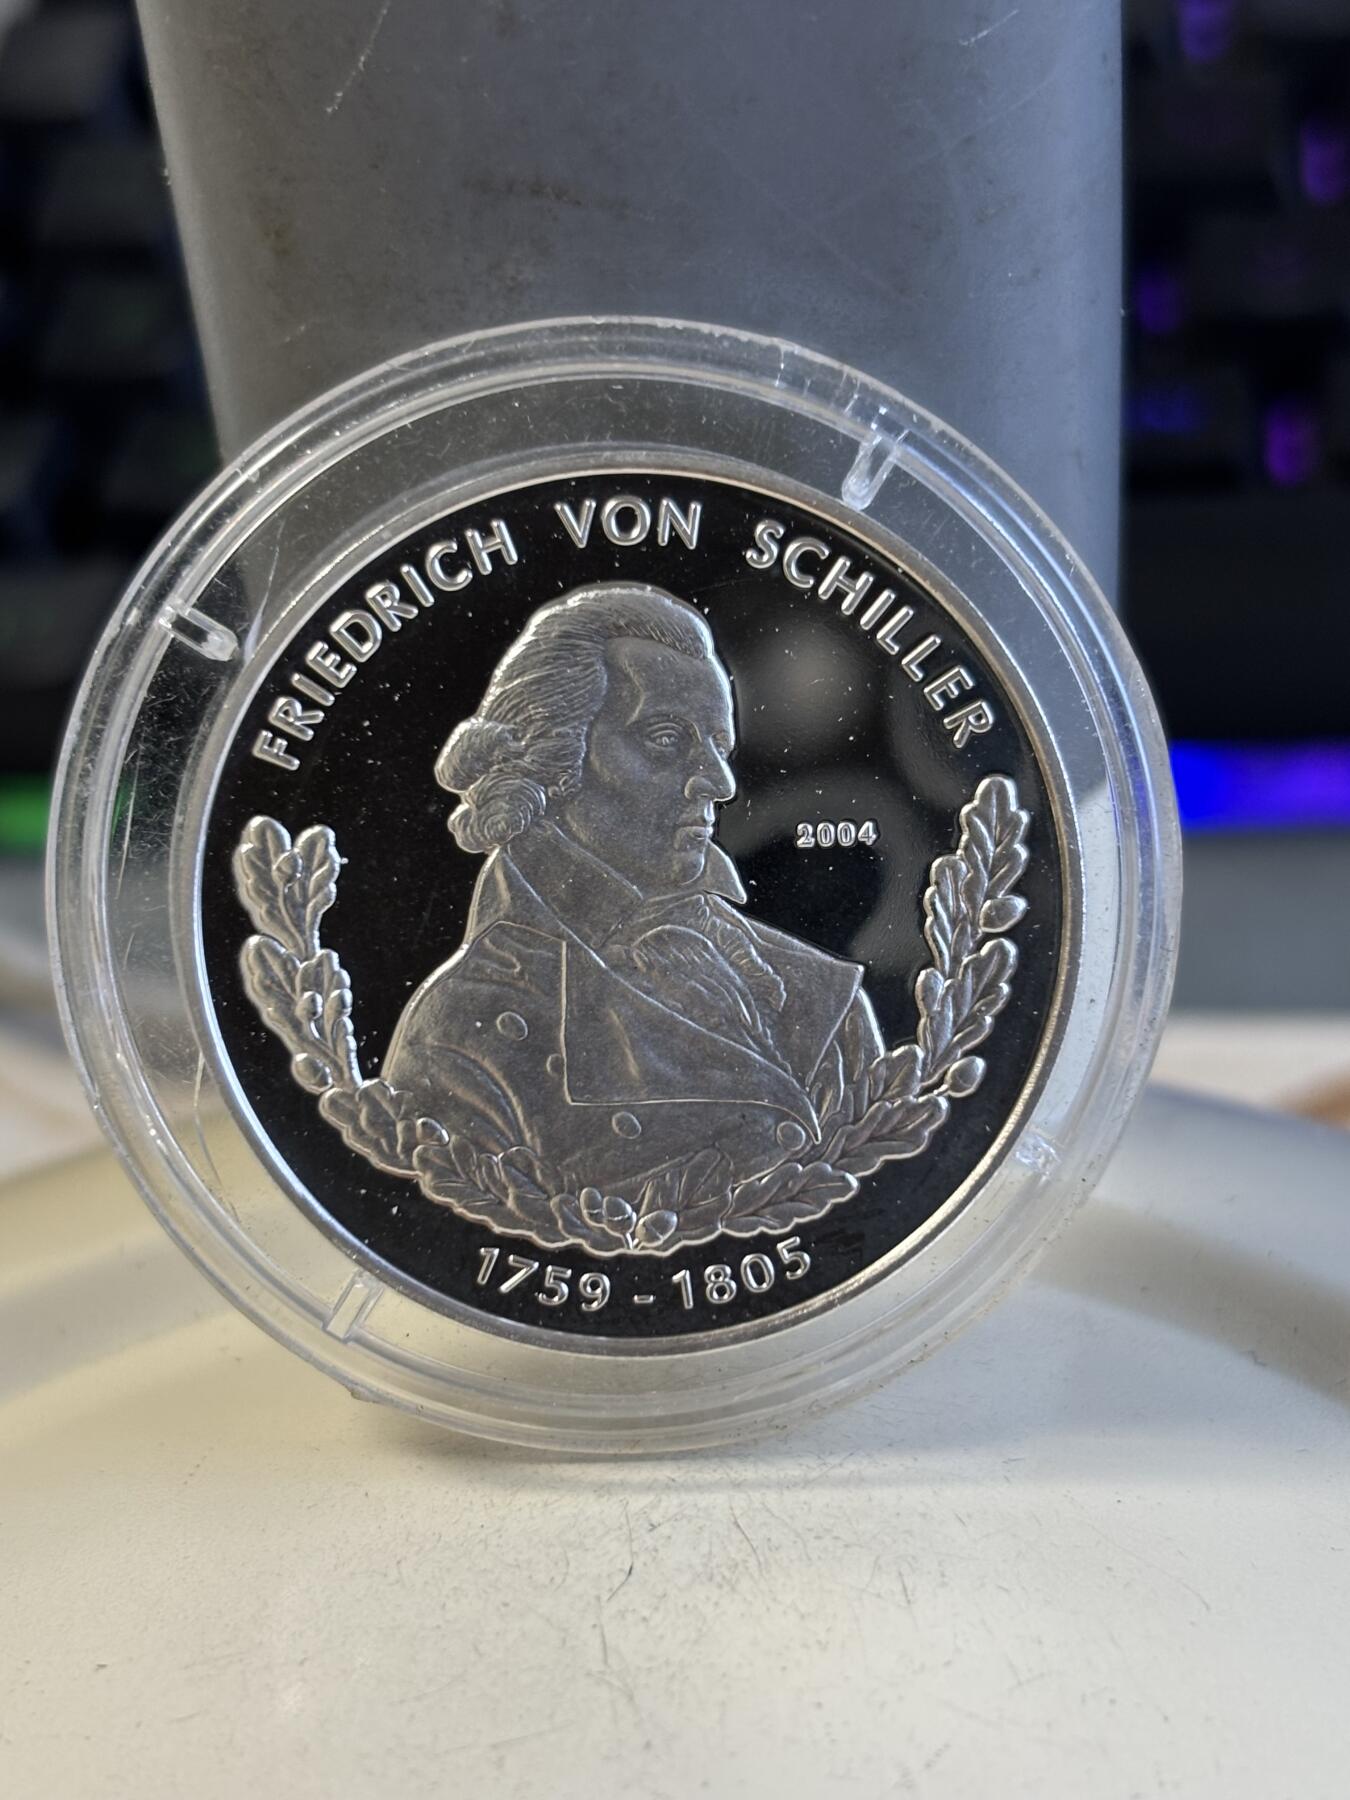 FRIEDRICH VON SCHILLER
2004
1759 - 1805